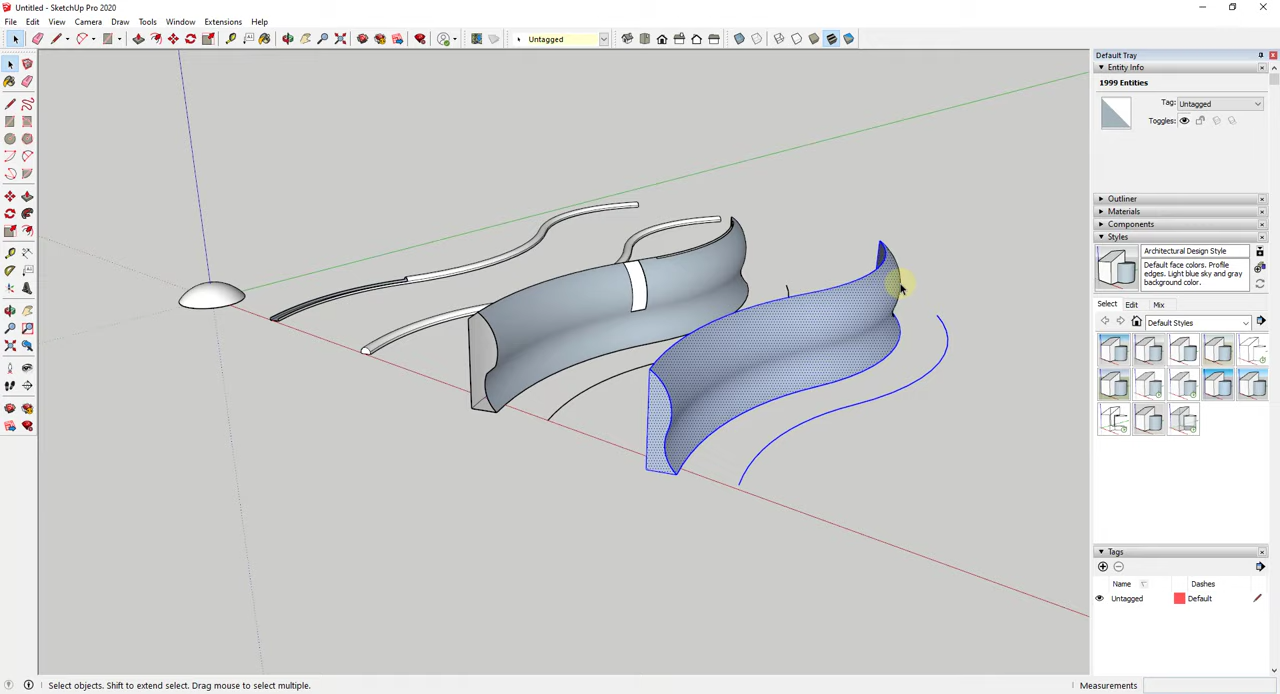 Untitled - SketchUp Pro 2020
File Edit View Camera Draw Tools Window Extensions Help
Untagged
Default Tray
Entity Info
1999 Entities
Tag: Untagged
Toggles:
Outliner
Materials
Components
Styles
Architectural Design Style
Default face colors. Profile
edges. Light blue sky and gray
background color.
Select Edit Mix
Default Styles
Tags
Name Dashes
Untagged Default
Select objects. Shift to extend select. Drag mouse to select multiple.
Measurements